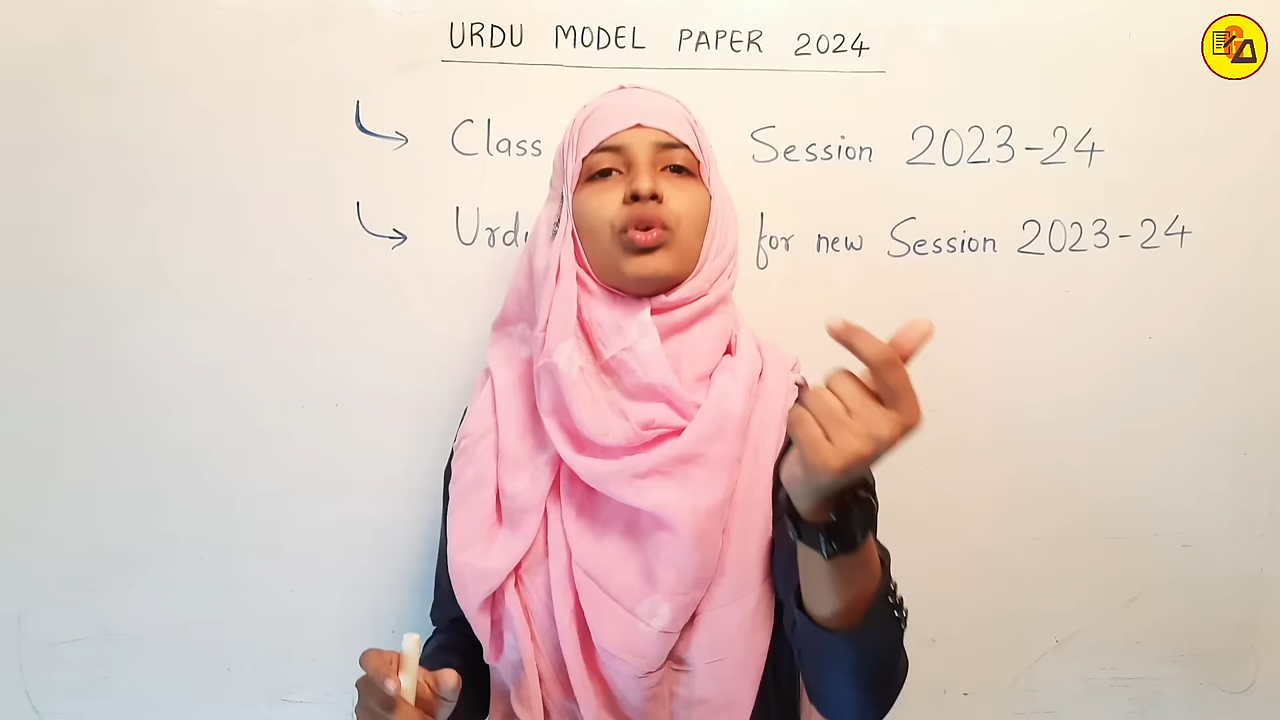 URDU MODEL PAPER 2024
Class Session 2023-24
for new Session 2023-24